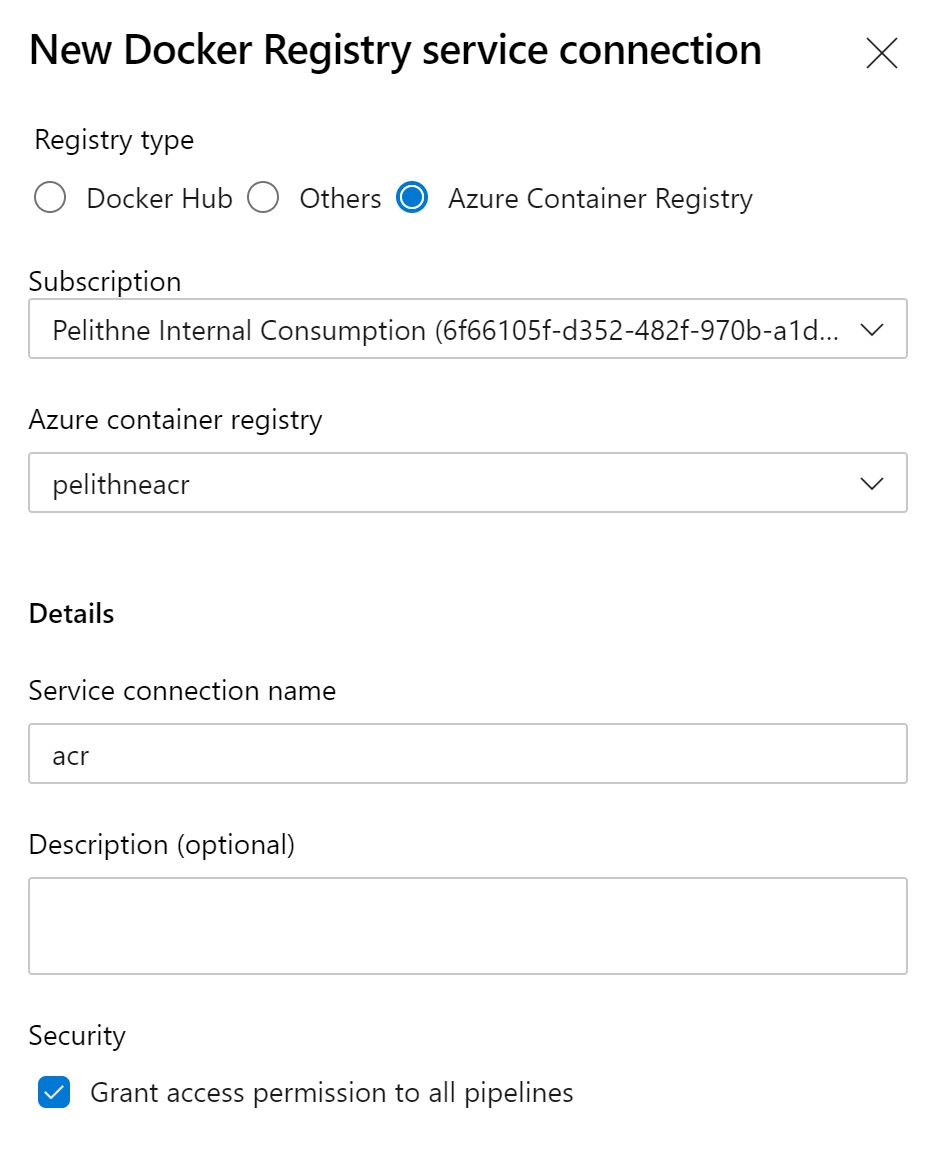 New Docker Registry service connection
Registry type
Docker Hub Others Azure Container Registry
Subscription
Pelithne Internal Consumption (6f66105f-d352-482f-970b-a1d...
Azure container registry
pelithneacr
Details
Service connection name
acr
Description (optional)
Security
Grant access permission to all pipelines